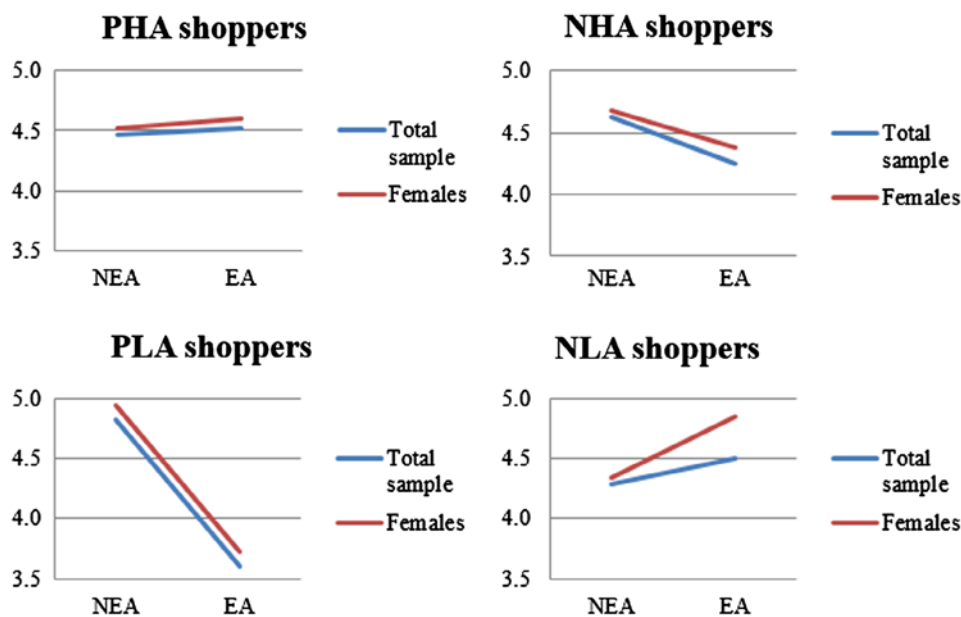 PHA shoppers
5.0
4.5
4.0
3.5
NEA
EA
Total
sample
Females
NHA shoppers
5.0
4.5
4.0
3.5
NEA
EA
Total
sample
Females
PLA shoppers
5.0
4.5
4.0
3.5
NEA
EA
Total
sample
Females
NLA shoppers
5.0
4.5
4.0
3.5
NEA
EA
Total
sample
Females